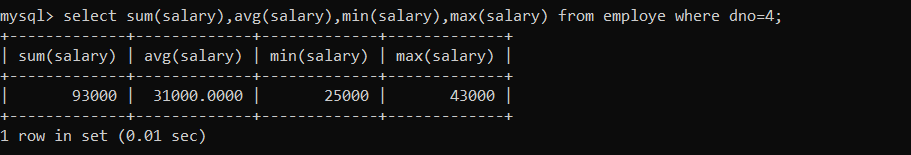 mysql> select sum(salary),avg(salary),min(salary),max(salary) from employe where dno=4;
+-------------+-------------+-------------+-------------+
| sum(salary) | avg(salary) | min(salary) | max(salary) |
+-------------+-------------+-------------+-------------+
|       93000 |  31000.0000 |       25000 |       43000 |
+-------------+-------------+-------------+-------------+
1 row in set (0.01 sec)